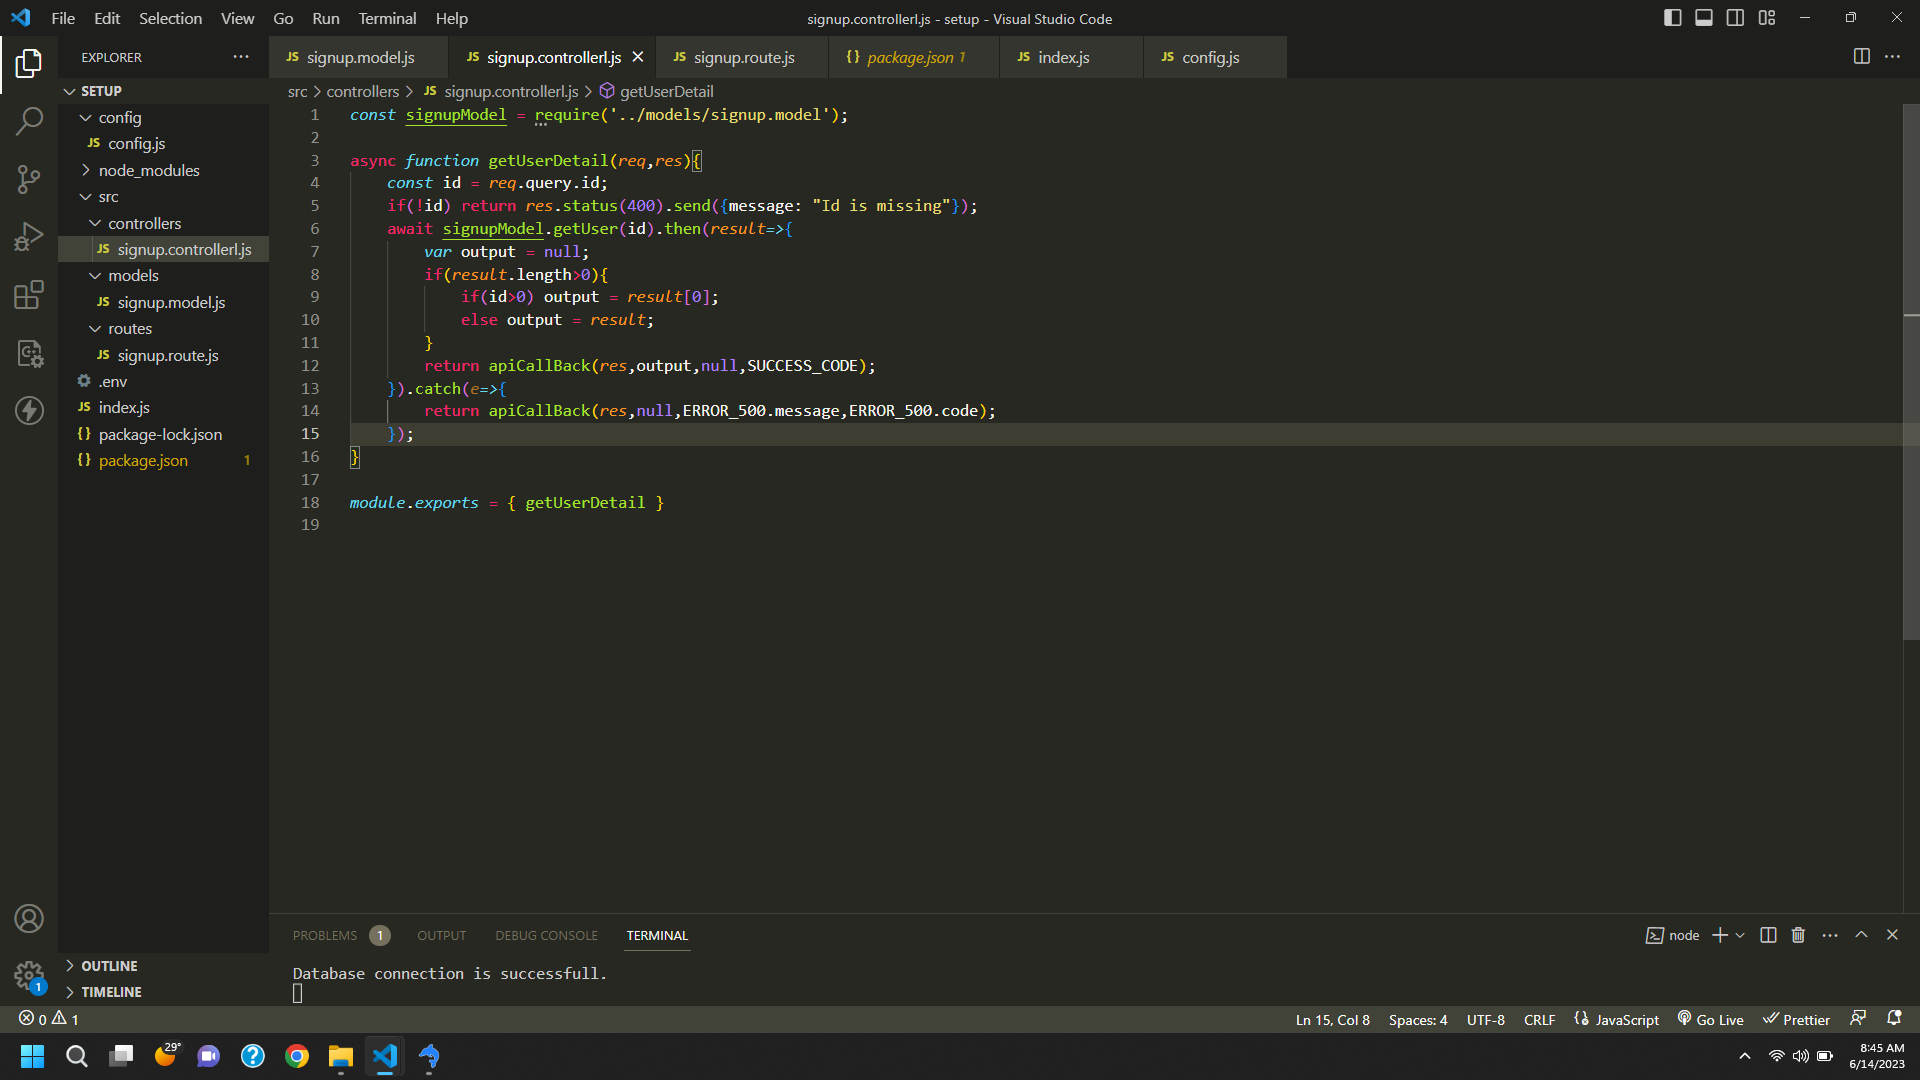 File Edit Selection View Go Run Terminal Help
signup.controllerl.js - setup - Visual Studio Code
EXPLORER
JS signup.model.js JS signup.controllerl.js JS signup.route.js {} package.json 1 JS index.js JS config.js
SETUP
config
JS config.js
node_modules
src
controllers
JS signup.controllerl.js
models
JS signup.model.js
routes
JS signup.route.js
.env
JS index.js
{} package-lock.json
{} package.json 1
src > controllers > JS signup.controllerl.js > getUserDetail
1 const signupModel = require('../models/signup.model');
2
3 async function getUserDetail(req,res){
4 const id = req.query.id;
5 if(!id) return res.status(400).send({message: "Id is missing"});
6 await signupModel.getUser(id).then(result=>{
7 var output = null;
8 if(result.length>0){
9 if(id>0) output = result[0];
10 else output = result;
11 }
12 return apiCallBack(res,output,null,SUCCESS_CODE);
13 }).catch(e=>{
14 return apiCallBack(res,null,ERROR_500.message,ERROR_500.code);
15 });
16 }
17
18 module.exports = { getUserDetail }
19
PROBLEMS 1 OUTPUT DEBUG CONSOLE TERMINAL
node
Database connection is successfull.
OUTLINE
TIMELINE
1
0 1
Ln 15, Col 8 Spaces: 4 UTF-8 CRLF JavaScript Go Live Prettier
29°
8:45 AM
6/14/2023